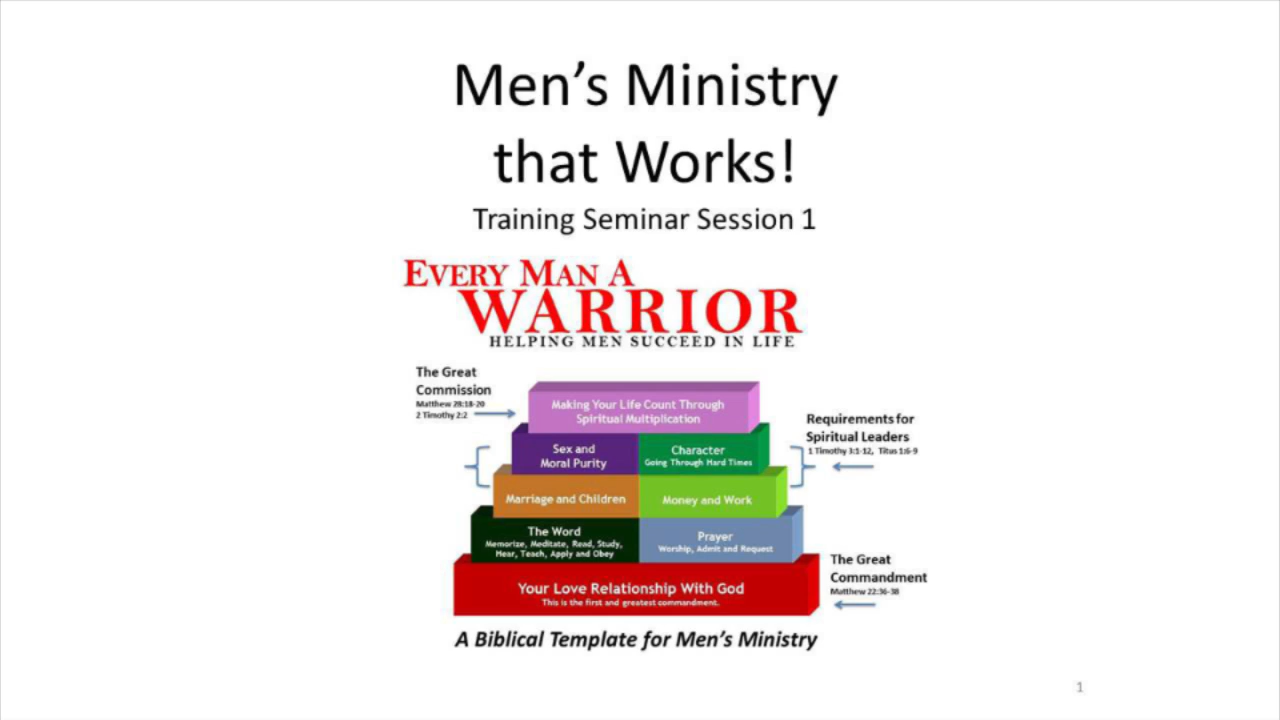 Men's Ministry
that Works!
Training Seminar Session 1
EVERY MAN A
WARRIOR
HELPING MEN SUCCEED IN LIFE
The Great
Commission
Matthew 28:18-20
2 Timothy 2:2
Making Your Life Count Through
Spiritual Multiplication
Requirements for
Spiritual Leaders
1 Timothy 3:1-12, Titus 1:6-9
Sex and
Moral Purity
Character
Going Through Hard Times
Marriage and Children
Money and Work
The Word
Memorize, Meditate, Read, Study,
Hear, Teach, Apply and Obey
Prayer
Worship, Admit and Request
The Great
Commandment
Matthew 22:36-38
Your Love Relationship With God
This is the first and greatest commandment.
A Biblical Template for Men's Ministry
1